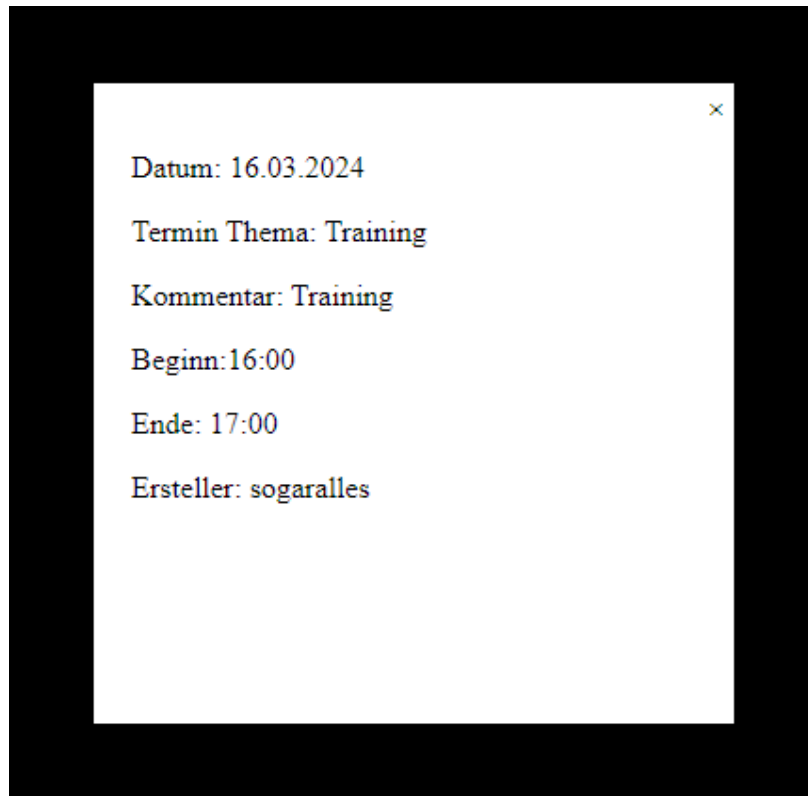 ×
Datum: 16.03.2024
Termin Thema: Training
Kommentar: Training
Beginn:16:00
Ende: 17:00
Ersteller: sogaralles